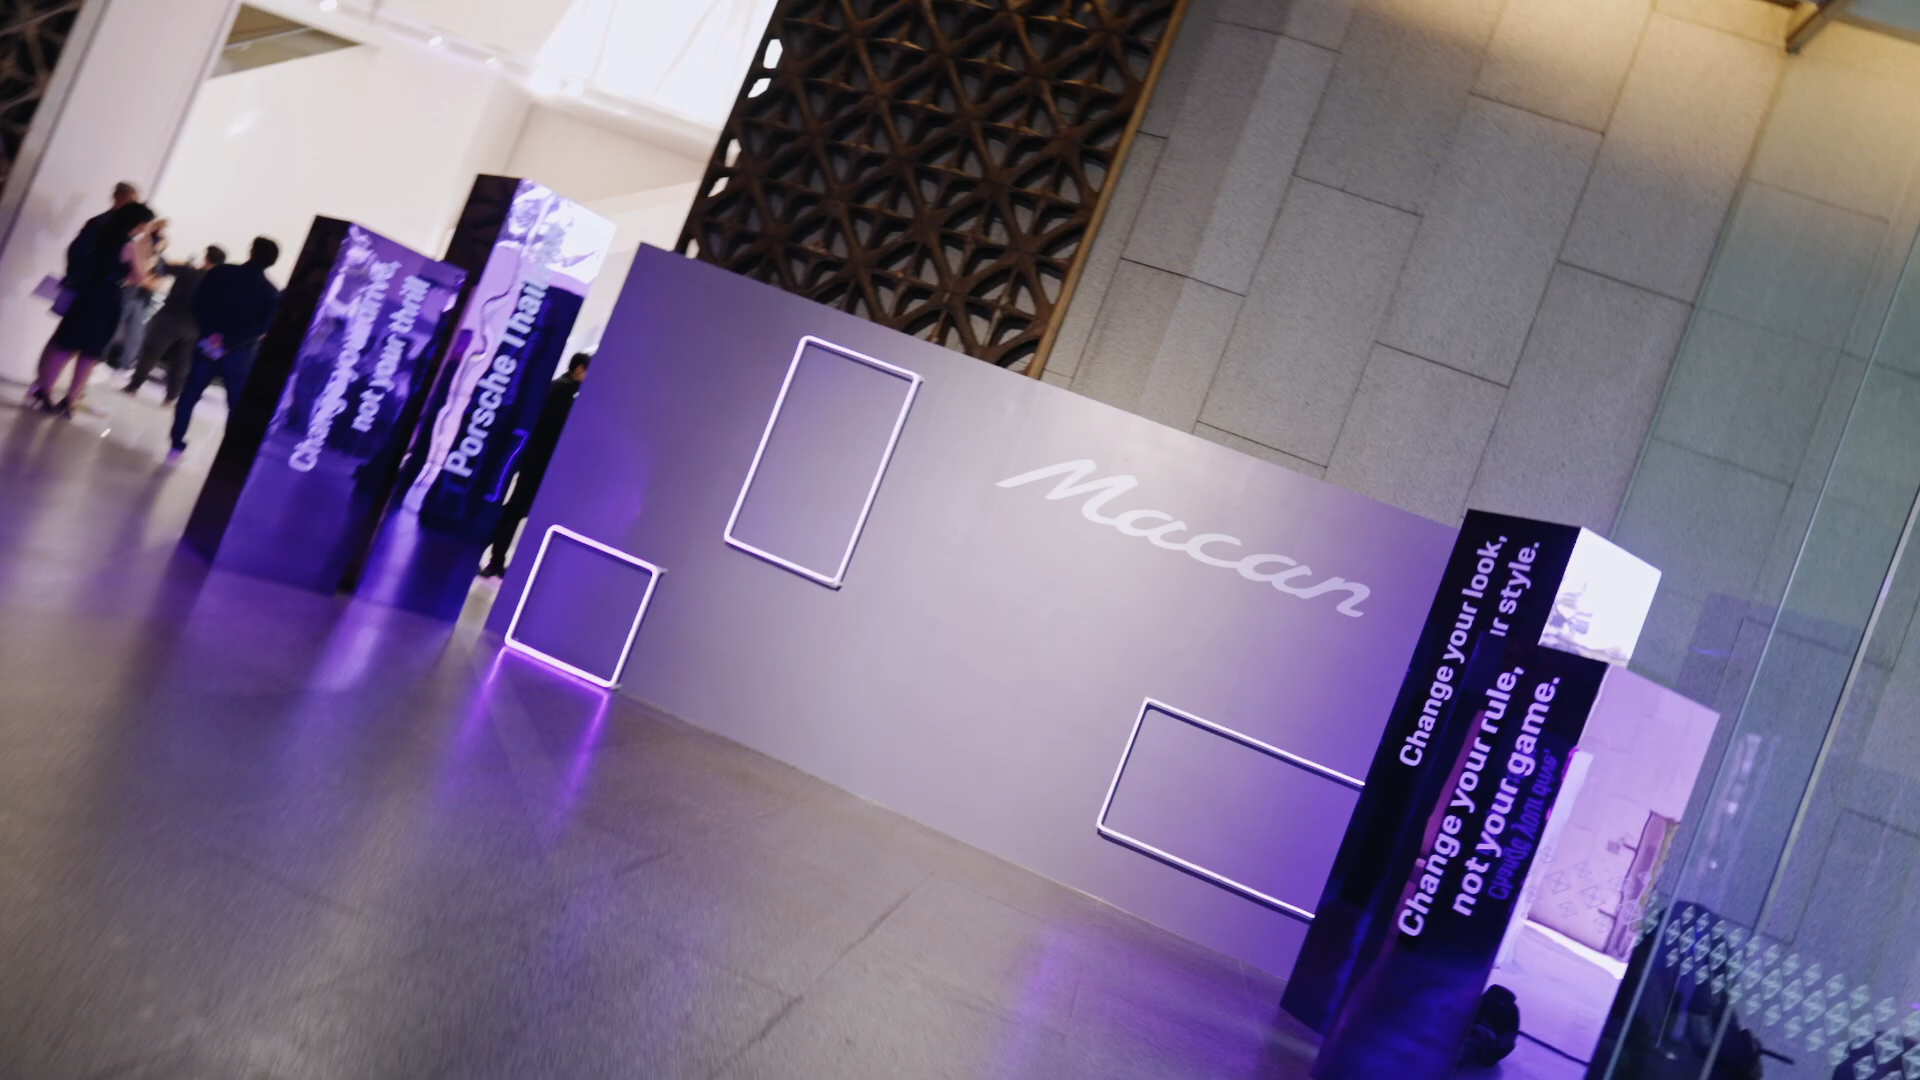 not your thrill
Porsche Thail
Macan
Change your look,
r style.
Change your rule,
not your game.